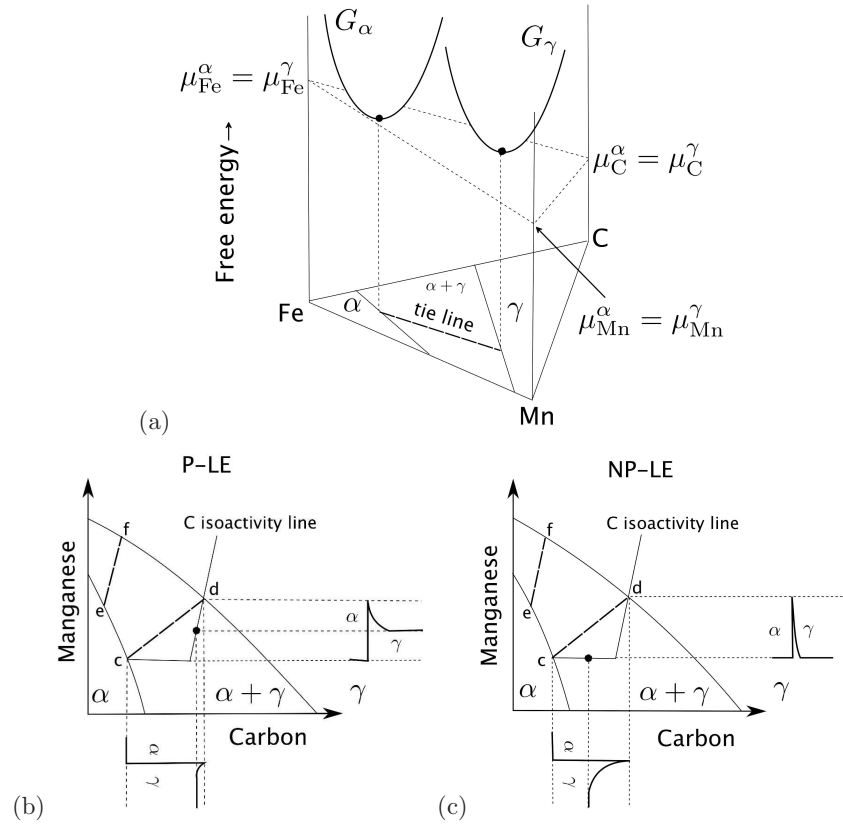 G_α
G_γ
μ^α_Fe = μ^γ_Fe
Free energy →
μ^α_C = μ^γ_C
C
α + γ
α
γ
Fe
tie line
μ^α_Mn = μ^γ_Mn
Mn
(a)
P–LE
f
C isoactivity line
Manganese
d
e
α
γ
c
α
α + γ
γ
Carbon
α
γ
(b)
NP–LE
f
C isoactivity line
Manganese
d
e
α
γ
c
α
α + γ
γ
Carbon
α
γ
(c)